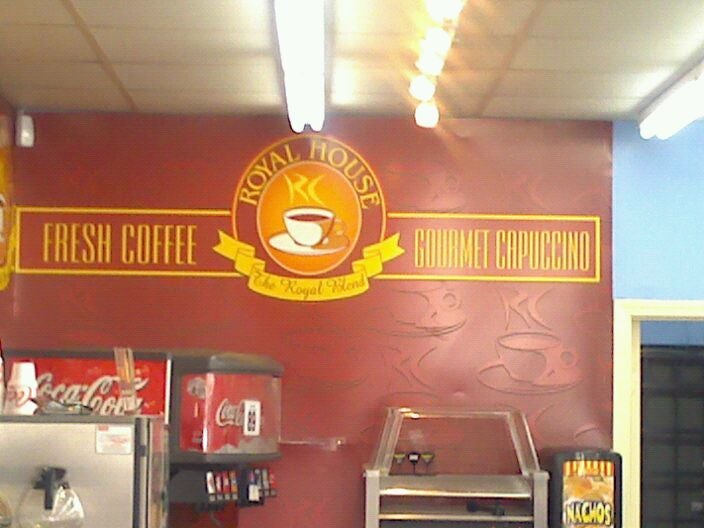 ROYAL HOUSE
RC
FRESH COFFEE
GOURMET CAPUCCINO
The Royal Blend
Coca-Cola
Coca-Cola
NACHOS